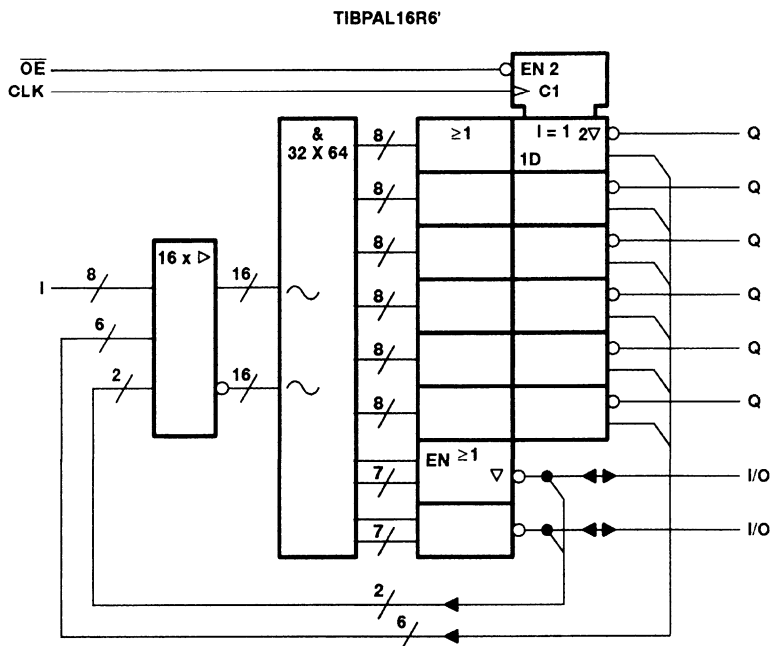 TIBPAL16R6'
OE
EN 2
CLK
C1
&
32 X 64
8
≥1
I = 1 2▽
1D
Q
8
Q
8
Q
16 x ▷
I
8
16
8
Q
6
8
Q
2
16
8
Q
EN ≥1
▽
7
I/O
7
I/O
2
6